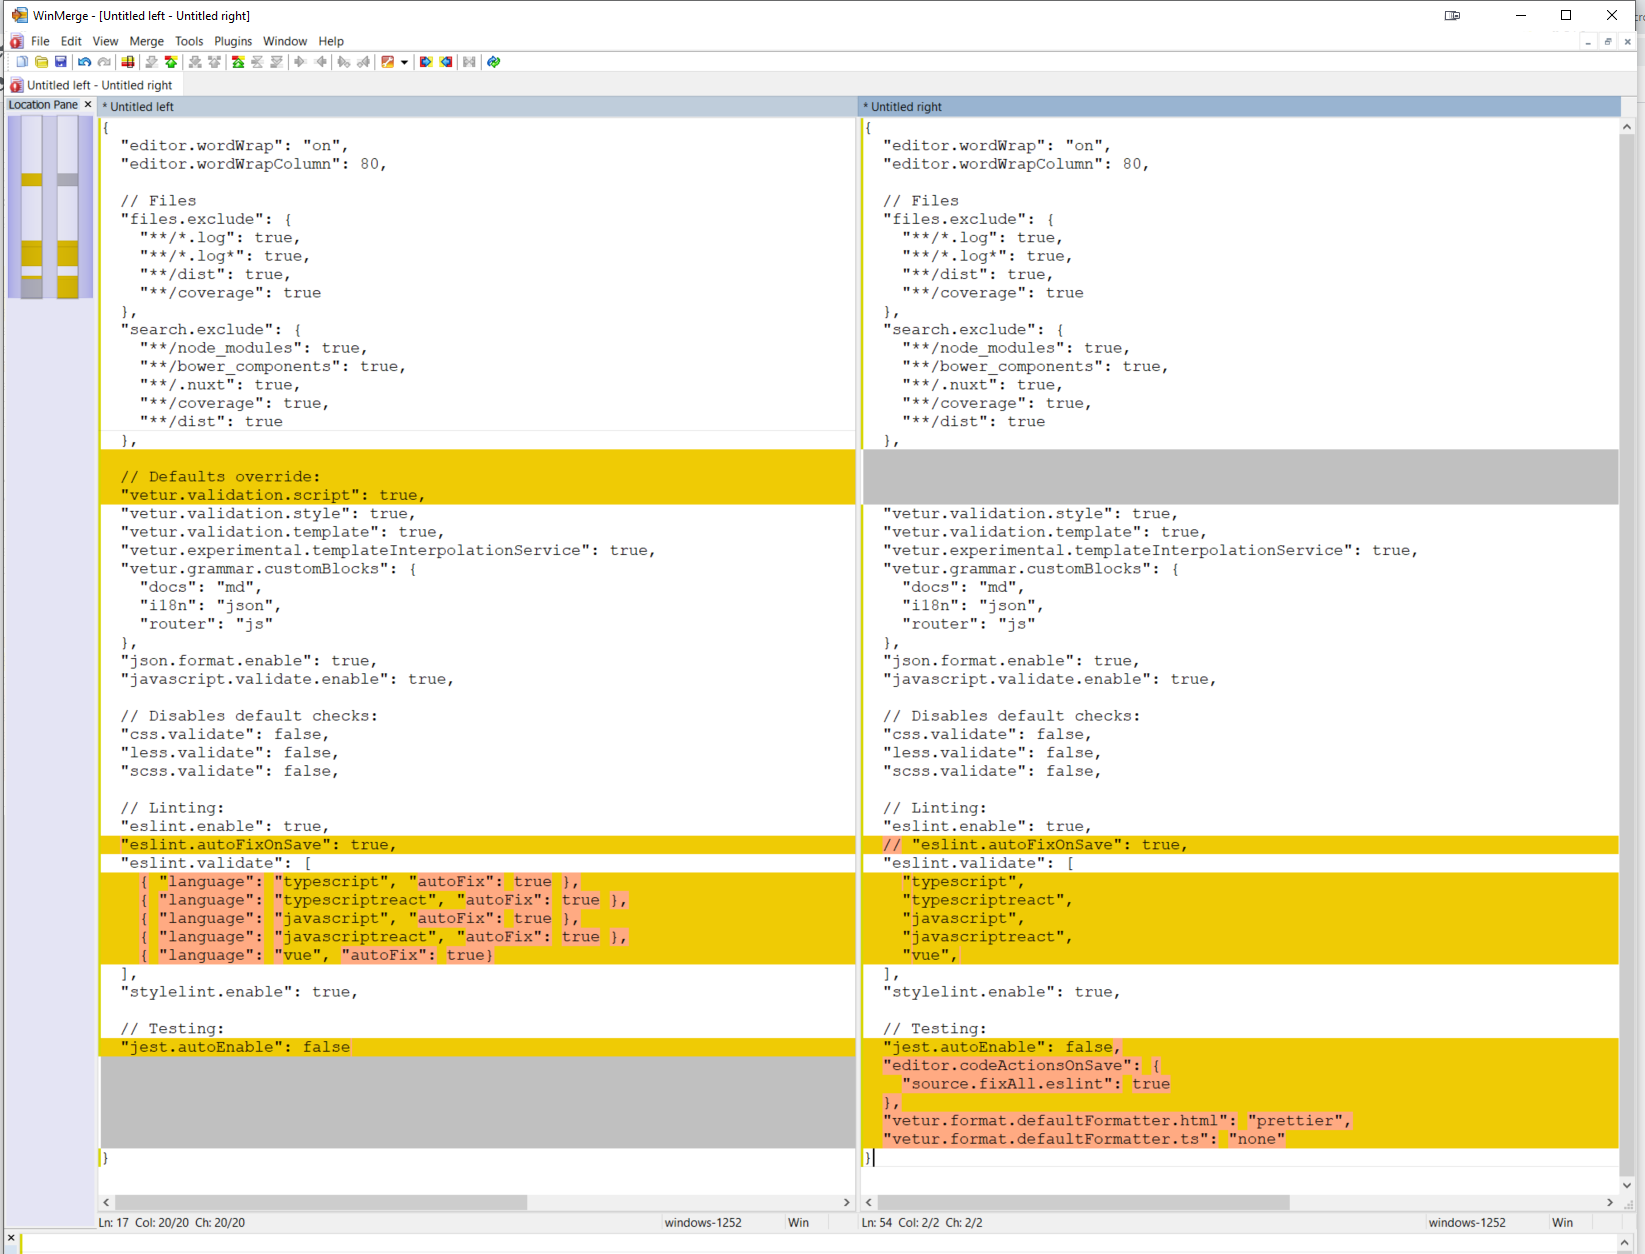 WinMerge - [Untitled left - Untitled right]
File Edit View Merge Tools Plugins Window Help
Untitled left - Untitled right
Location Pane
* Untitled left
{
"editor.wordWrap": "on",
"editor.wordWrapColumn": 80,
// Files
"files.exclude": {
"**/*.log": true,
"**/*.log*": true,
"**/dist": true,
"**/coverage": true
},
"search.exclude": {
"**/node_modules": true,
"**/bower_components": true,
"**/.nuxt": true,
"**/coverage": true,
"**/dist": true
},
// Defaults override:
"vetur.validation.script": true,
"vetur.validation.style": true,
"vetur.validation.template": true,
"vetur.experimental.templateInterpolationService": true,
"vetur.grammar.customBlocks": {
"docs": "md",
"i18n": "json",
"router": "js"
},
"json.format.enable": true,
"javascript.validate.enable": true,
// Disables default checks:
"css.validate": false,
"less.validate": false,
"scss.validate": false,
// Linting:
"eslint.enable": true,
"eslint.autoFixOnSave": true,
"eslint.validate": [
{ "language": "typescript", "autoFix": true },
{ "language": "typescriptreact", "autoFix": true },
{ "language": "javascript", "autoFix": true },
{ "language": "javascriptreact", "autoFix": true },
{ "language": "vue", "autoFix": true}
],
"stylelint.enable": true,
// Testing:
"jest.autoEnable": false
}
Ln: 17 Col: 20/20 Ch: 20/20
windows-1252
Win
* Untitled right
{
"editor.wordWrap": "on",
"editor.wordWrapColumn": 80,
// Files
"files.exclude": {
"**/*.log": true,
"**/*.log*": true,
"**/dist": true,
"**/coverage": true
},
"search.exclude": {
"**/node_modules": true,
"**/bower_components": true,
"**/.nuxt": true,
"**/coverage": true,
"**/dist": true
},
"vetur.validation.style": true,
"vetur.validation.template": true,
"vetur.experimental.templateInterpolationService": true,
"vetur.grammar.customBlocks": {
"docs": "md",
"i18n": "json",
"router": "js"
},
"json.format.enable": true,
"javascript.validate.enable": true,
// Disables default checks:
"css.validate": false,
"less.validate": false,
"scss.validate": false,
// Linting:
"eslint.enable": true,
// "eslint.autoFixOnSave": true,
"eslint.validate": [
"typescript",
"typescriptreact",
"javascript",
"javascriptreact",
"vue",
],
"stylelint.enable": true,
// Testing:
"jest.autoEnable": false,
"editor.codeActionsOnSave": {
"source.fixAll.eslint": true
},
"vetur.format.defaultFormatter.html": "prettier",
"vetur.format.defaultFormatter.ts": "none"
}
Ln: 54 Col: 2/2 Ch: 2/2
windows-1252
Win